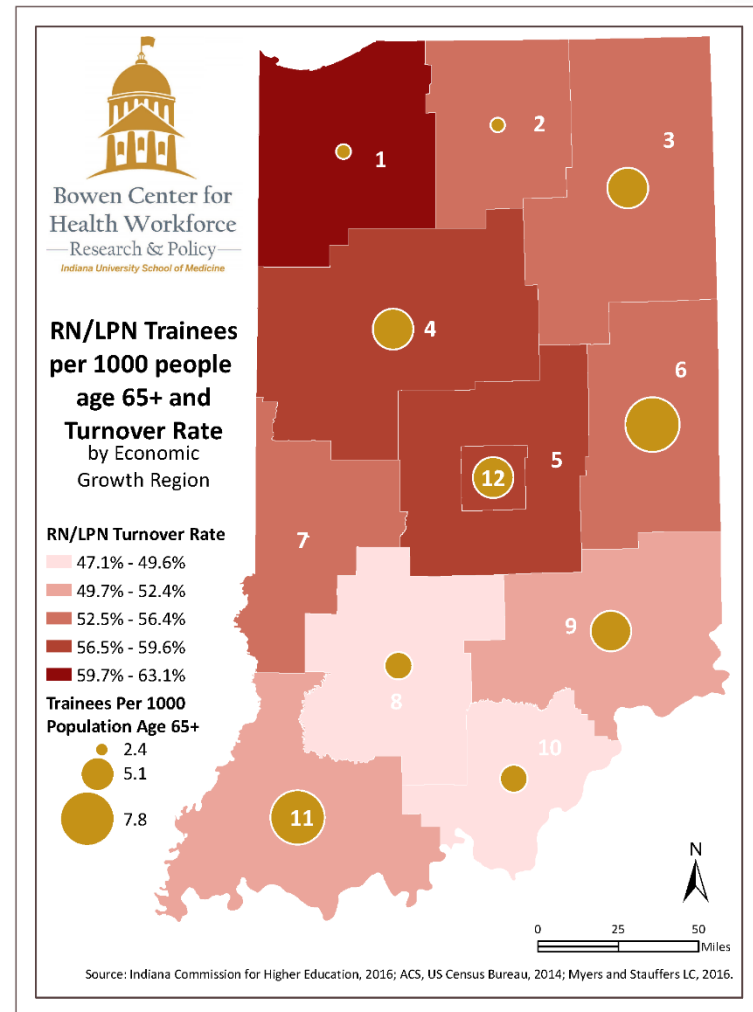 Bowen Center for
Health Workforce
Research & Policy
Indiana University School of Medicine
RN/LPN Trainees
per 1000 people
age 65+ and
Turnover Rate
by Economic
Growth Region
RN/LPN Turnover Rate
47.1% - 49.6%
49.7% - 52.4%
52.5% - 56.4%
56.5% - 59.6%
59.7% - 63.1%
Trainees Per 1000
Population Age 65+
2.4
5.1
7.8
1
2
3
4
5
6
7
8
9
10
11
12
N
0 25 50
Miles
Source: Indiana Commission for Higher Education, 2016; ACS, US Census Bureau, 2014; Myers and Stauffers LC, 2016.